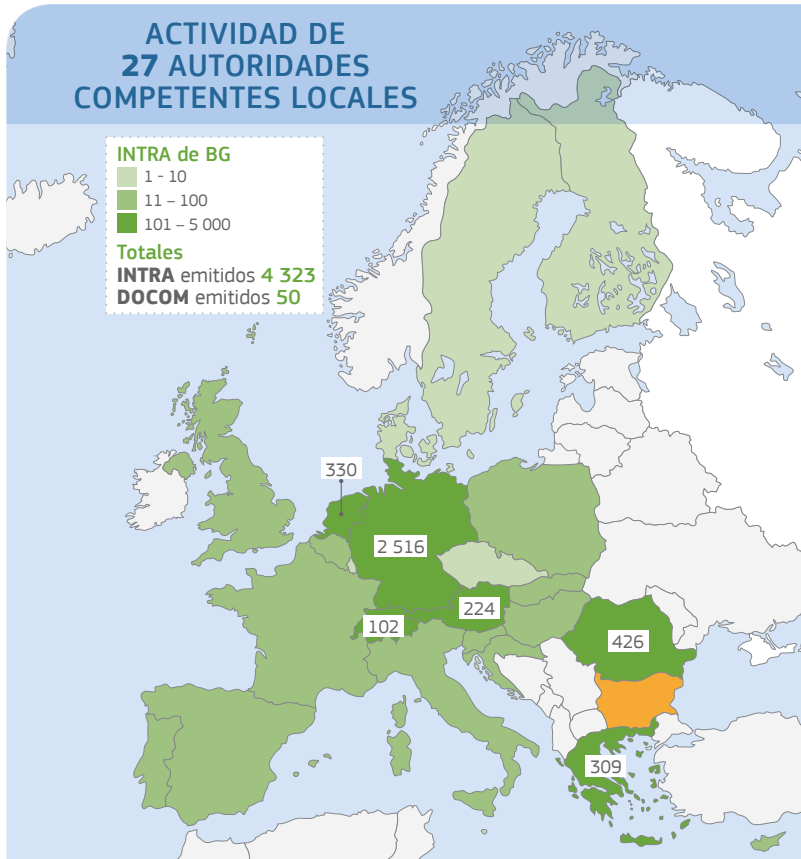 ACTIVIDAD DE
27 AUTORIDADES
COMPETENTES LOCALES
INTRA de BG
1 - 10
11 – 100
101 – 5 000
Totales
INTRA emitidos 4 323
DOCOM emitidos 50
330
2 516
224
102
426
309